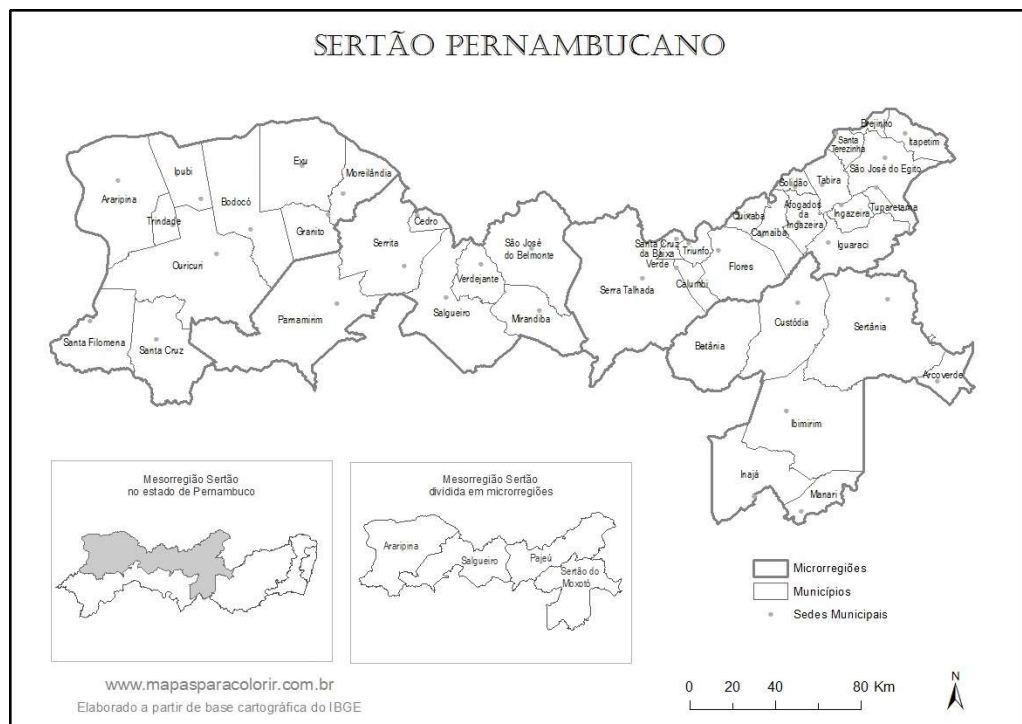 SERTÃO PERNAMBUCANO
Brejinho
Santa
Terezinha
Itapetim
São José do Egito
Exu
Ipubi
Moreilândia
Araripina
Bodocó
Solidão
Tabira
Trindade
Cedro
Quixaba
Afogados
da
Ingazeira
Ingazeira
Tuparetama
Granito
Serrita
São José
do Belmonte
Carnaíba
Iguaraci
Ouricuri
Santa Cruz
da Baixa
Verde
Triunfo
Flores
Verdejante
Serra Talhada
Calumbi
Parnamirim
Salgueiro
Mirandiba
Custódia
Sertânia
Santa Filomena
Santa Cruz
Betânia
Arcoverde
Ibimirim
Inajá
Manari
Mesorregião Sertão
no estado de Pernambuco
Mesorregião Sertão
dividida em microrregiões
Araripina
Salgueiro
Pajeú
Sertão do
Moxotó
Microrregiões
Municípios
Sedes Municipais
www.mapasparacolorir.com.br
Elaborado a partir de base cartográfica do IBGE
0 20 40 80 Km
N